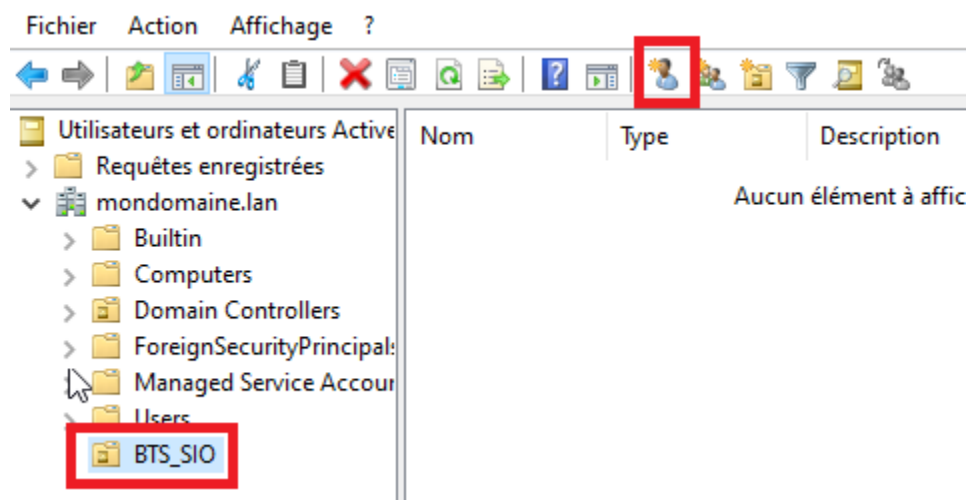 Fichier Action Affichage ?
Utilisateurs et ordinateurs Active
Nom Type Description
Requêtes enregistrées
mondomaine.lan
Aucun élément à affic
Builtin
Computers
Domain Controllers
ForeignSecurityPrincipals
Managed Service Accour
Users
BTS_SIO